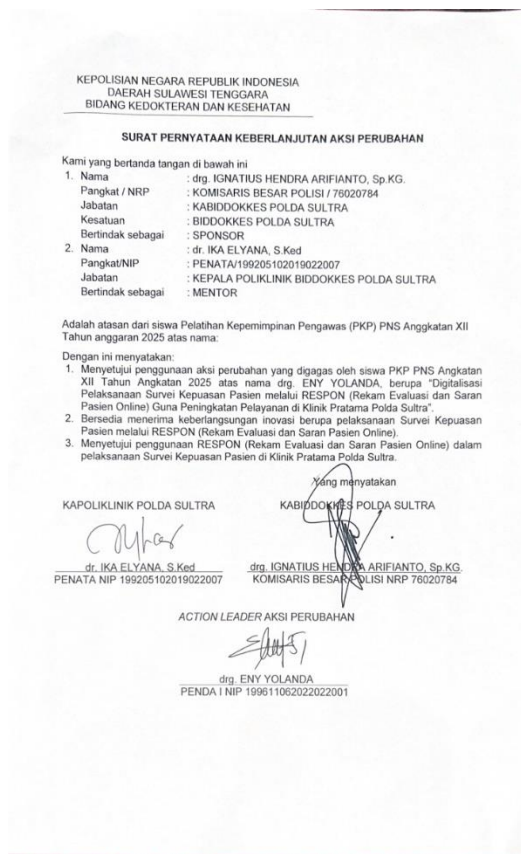 KEPOLISIAN NEGARA REPUBLIK INDONESIA
DAERAH SULAWESI TENGGARA
BIDANG KEDOKTERAN DAN KESEHATAN
SURAT PERNYATAAN KEBERLANJUTAN AKSI PERUBAHAN
Kami yang bertanda tangan di bawah ini
1. Nama : drg. IGNATIUS HENDRA ARIFIANTO, Sp.KG.
Pangkat / NRP : KOMISARIS BESAR POLISI / 76020784
Jabatan : KABIDDOKKES POLDA SULTRA
Kesatuan : BIDDOKKES POLDA SULTRA
Bertindak sebagai : SPONSOR
2. Nama : dr. IKA ELYANA, S.Ked
Pangkat/NIP : PENATA/199205102019022007
Jabatan : KEPALA POLIKLINIK BIDDOKKES POLDA SULTRA
Bertindak sebagai : MENTOR
Adalah atasan dari siswa Pelatihan Kepemimpinan Pengawas (PKP) PNS Anggkatan XII
Tahun anggaran 2025 atas nama:
Dengan ini menyatakan:
1. Menyetujui penggunaan aksi perubahan yang digagas oleh siswa PKP PNS Angkatan
XII Tahun Angkatan 2025 atas nama drg. ENY YOLANDA, berupa “Digitalisasi
Pelaksanaan Survei Kepuasan Pasien melalui RESPON (Rekam Evaluasi dan Saran
Pasien Online) Guna Peningkatan Pelayanan di Klinik Pratama Polda Sultra”.
2. Bersedia menerima keberlangsungan inovasi berupa pelaksanaan Survei Kepuasan
Pasien melalui RESPON (Rekam Evaluasi dan Saran Pasien Online).
3. Menyetujui penggunaan RESPON (Rekam Evaluasi dan Saran Pasien Online) dalam
pelaksanaan Survei Kepuasan Pasien di Klinik Pratama Polda Sultra.
Yang menyatakan
KAPOLIKLINIK POLDA SULTRA KABIDDOKKES POLDA SULTRA
dr. IKA ELYANA, S.Ked drg. IGNATIUS HENDRA ARIFIANTO, Sp.KG.
PENATA NIP 199205102019022007 KOMISARIS BESAR POLISI NRP 76020784
ACTION LEADER AKSI PERUBAHAN
drg. ENY YOLANDA
PENDA I NIP 199611062022022001